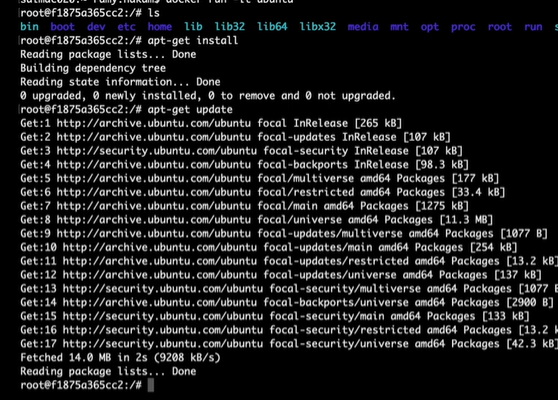 docker run -it ubuntu
root@f1875a365cc2:/# ls
bin boot dev etc home lib lib32 lib64 libx32 media mnt opt proc root run s
root@f1875a365cc2:/# apt-get install
Reading package lists... Done
Building dependency tree
Reading state information... Done
0 upgraded, 0 newly installed, 0 to remove and 0 not upgraded.
root@f1875a365cc2:/# apt-get update
Get:1 http://archive.ubuntu.com/ubuntu focal InRelease [265 kB]
Get:2 http://archive.ubuntu.com/ubuntu focal-updates InRelease [107 kB]
Get:3 http://security.ubuntu.com/ubuntu focal-security InRelease [107 kB]
Get:4 http://archive.ubuntu.com/ubuntu focal-backports InRelease [98.3 kB]
Get:5 http://archive.ubuntu.com/ubuntu focal/multiverse amd64 Packages [177 kB]
Get:6 http://archive.ubuntu.com/ubuntu focal/restricted amd64 Packages [33.4 kB]
Get:7 http://archive.ubuntu.com/ubuntu focal/main amd64 Packages [1275 kB]
Get:8 http://archive.ubuntu.com/ubuntu focal/universe amd64 Packages [11.3 MB]
Get:9 http://archive.ubuntu.com/ubuntu focal-updates/multiverse amd64 Packages [1077 B]
Get:10 http://archive.ubuntu.com/ubuntu focal-updates/main amd64 Packages [254 kB]
Get:11 http://archive.ubuntu.com/ubuntu focal-updates/restricted amd64 Packages [13.2 k
Get:12 http://archive.ubuntu.com/ubuntu focal-updates/universe amd64 Packages [137 kB]
Get:13 http://security.ubuntu.com/ubuntu focal-security/multiverse amd64 Packages [1077 B
Get:14 http://archive.ubuntu.com/ubuntu focal-backports/universe amd64 Packages [2900 B]
Get:15 http://security.ubuntu.com/ubuntu focal-security/main amd64 Packages [133 kB]
Get:16 http://security.ubuntu.com/ubuntu focal-security/restricted amd64 Packages [13.2 k
Get:17 http://security.ubuntu.com/ubuntu focal-security/universe amd64 Packages [42.3 kB]
Fetched 14.0 MB in 2s (9208 kB/s)
Reading package lists... Done
root@f1875a365cc2:/#